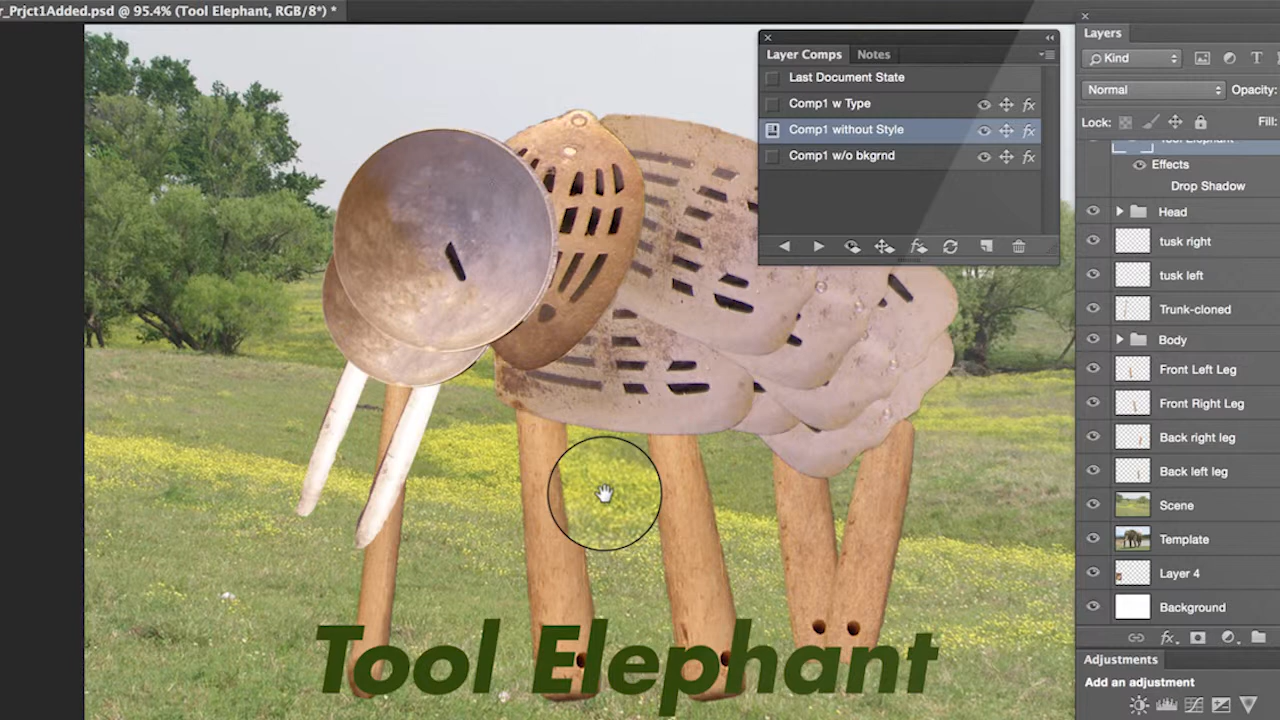 r_Prjct1Added.psd @ 95.4% (Tool Elephant, RGB/8*) *
Layer Comps
Notes
Last Document State
Comp1 w Type
Comp1 without Style
Comp1 w/o bkgrnd
Layers
Kind
Normal
Opacity:
Lock:
Fill:
Tool Elephant
Effects
Drop Shadow
Head
tusk right
tusk left
Trunk-cloned
Body
Front Left Leg
Front Right Leg
Back right leg
Back left leg
Scene
Template
Layer 4
Background
Adjustments
Add an adjustment
Tool Elephant